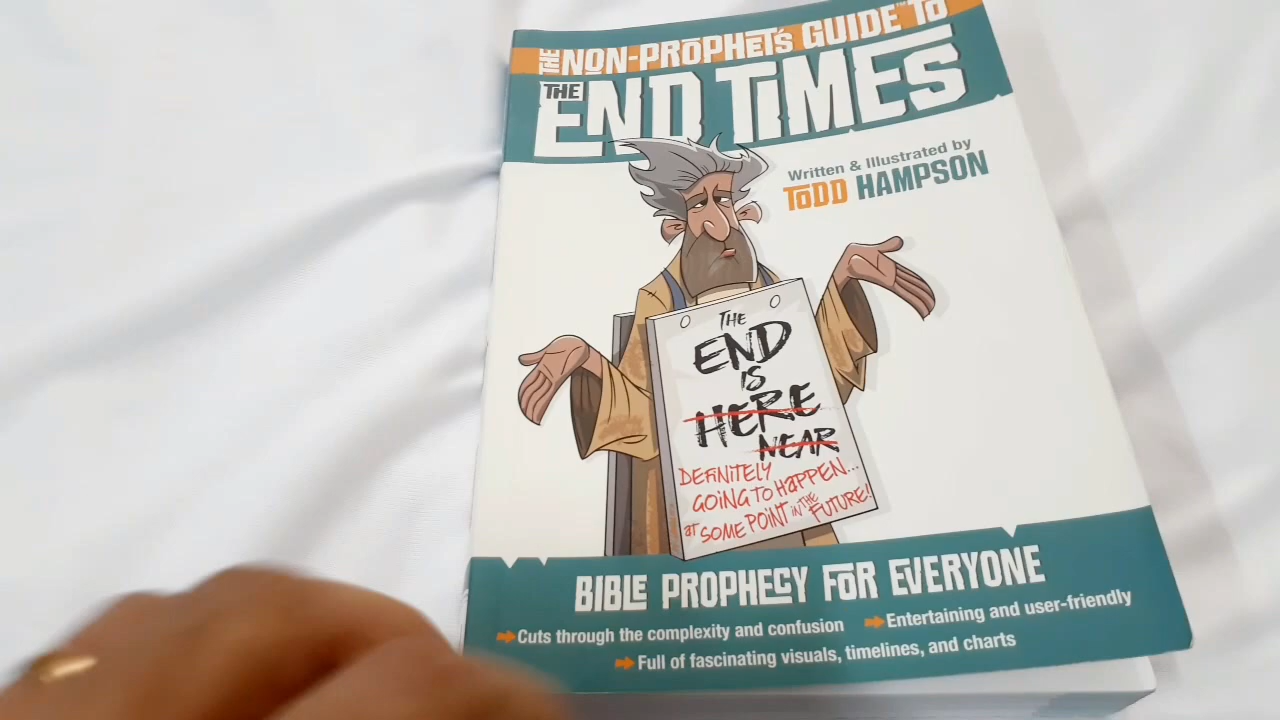 THE NON-PROPHET'S GUIDE™ TO
THE END TIMES
Written & Illustrated by
TODD HAMPSON
THE
END
IS
HERE
NEAR
DEFINITELY
GOING TO HAPPEN...
at SOME POINT IN THE FUTURE!
BIBLE PROPHECY FOR EVERYONE
Cuts through the complexity and confusion
Entertaining and user-friendly
Full of fascinating visuals, timelines, and charts